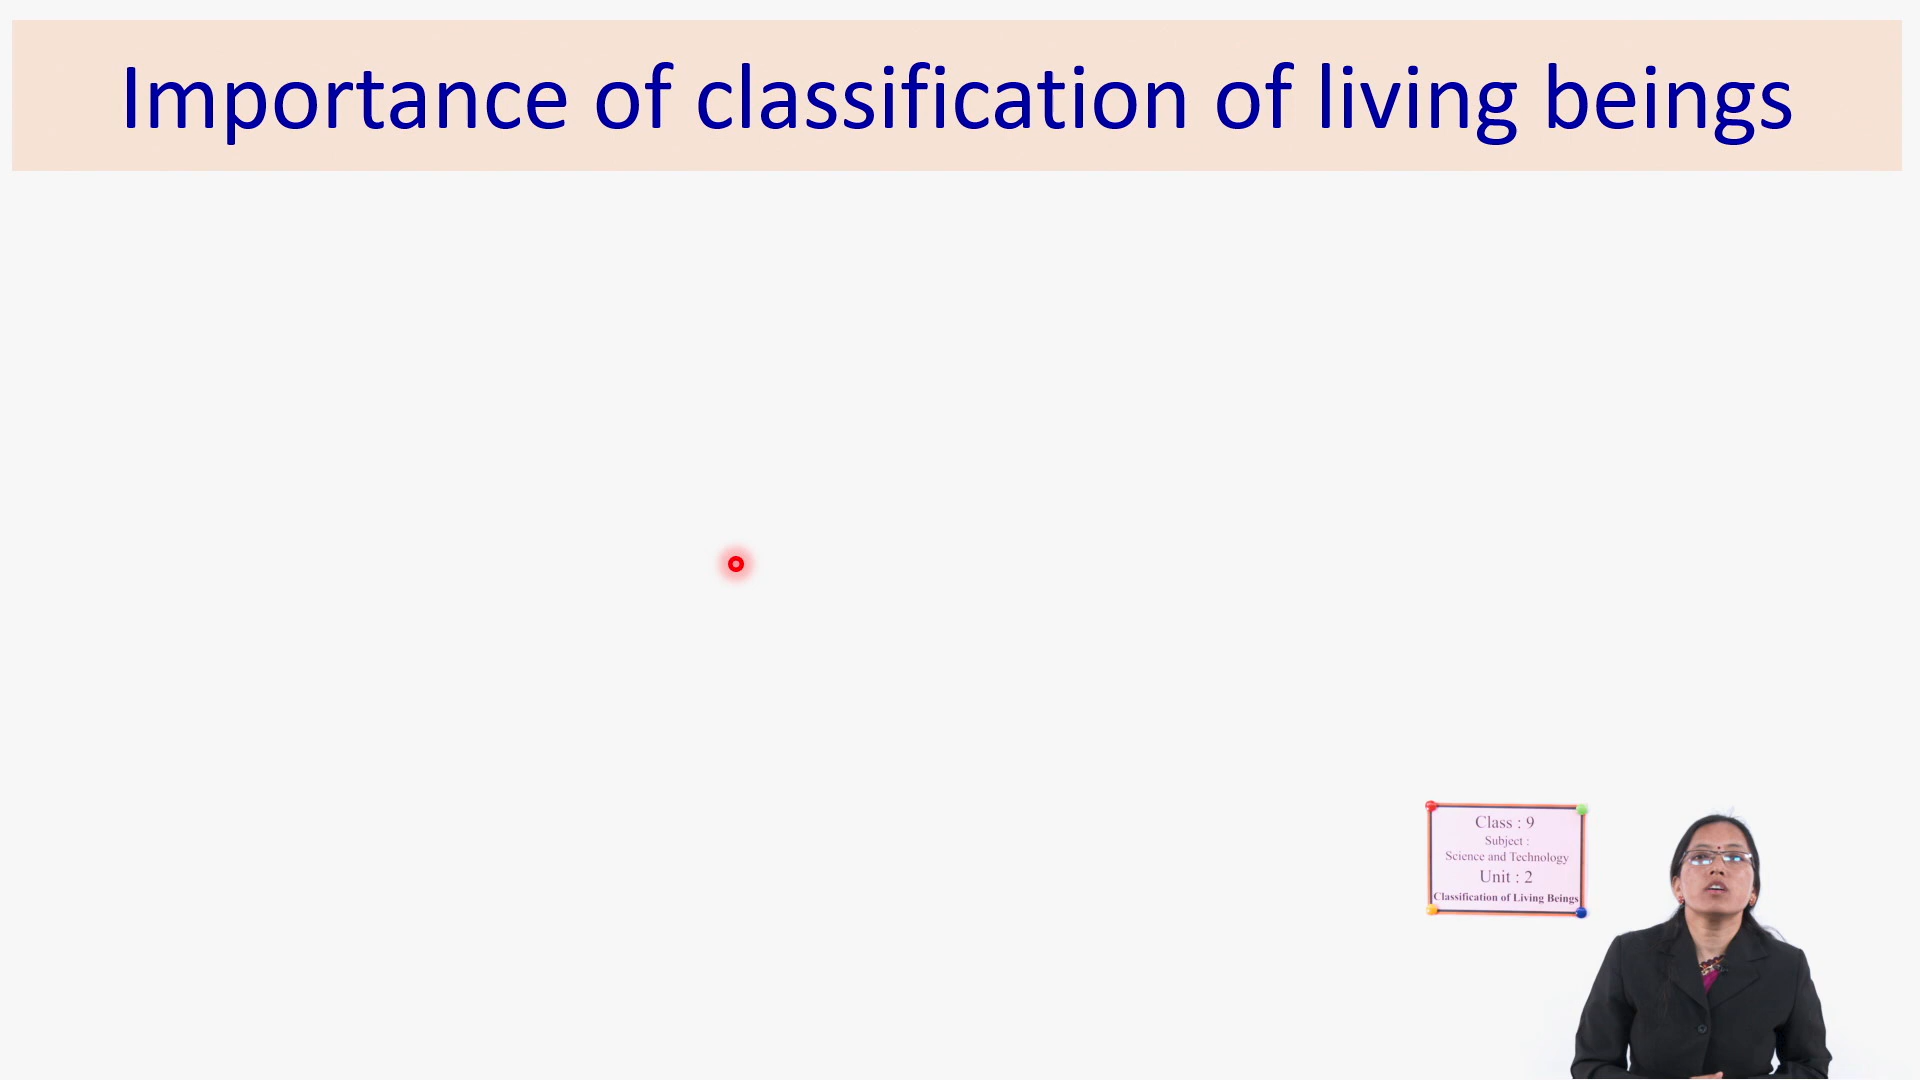 Importance of classification of living beings
Class : 9
Subject :
Science and Technology
Unit : 2
Classification of Living Beings